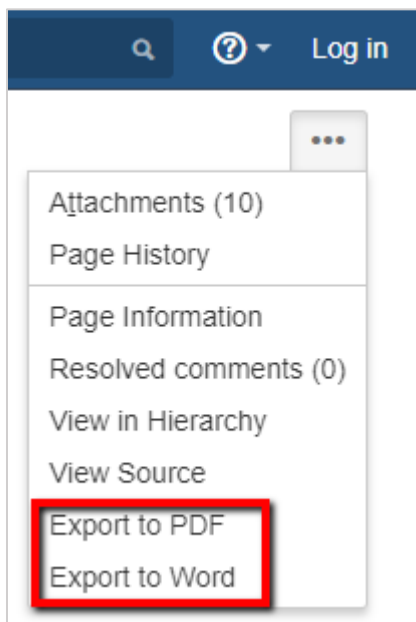 Log in
Attachments (10)
Page History
Page Information
Resolved comments (0)
View in Hierarchy
View Source
Export to PDF
Export to Word